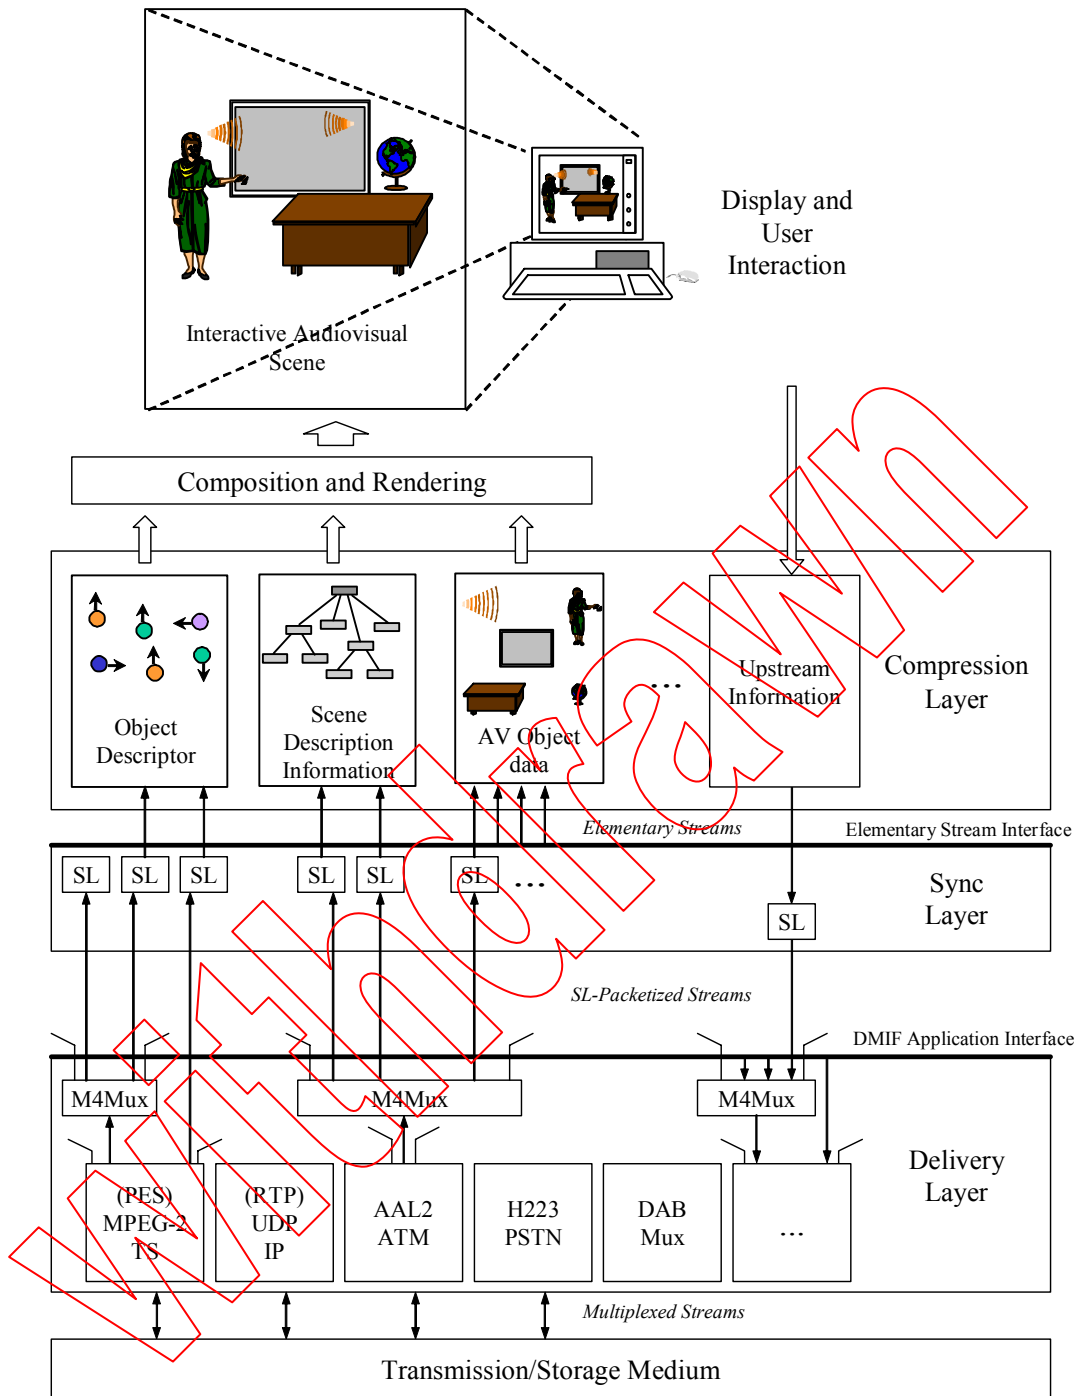 Display and
User
Interaction
Interactive Audiovisual
Scene
Composition and Rendering
Object
Descriptor
Scene
Description
Information
AV Object
data
...
Upstream
Information
Compression
Layer
Elementary Streams
Elementary Stream Interface
SL
SL
SL
SL
SL
SL
...
SL
Sync
Layer
SL-Packetized Streams
DMIF Application Interface
M4Mux
M4Mux
M4Mux
Delivery
Layer
(PES)
MPEG-2
TS
(RTP)
UDP
IP
AAL2
ATM
H223
PSTN
DAB
Mux
...
Multiplexed Streams
Transmission/Storage Medium
Withdrawn